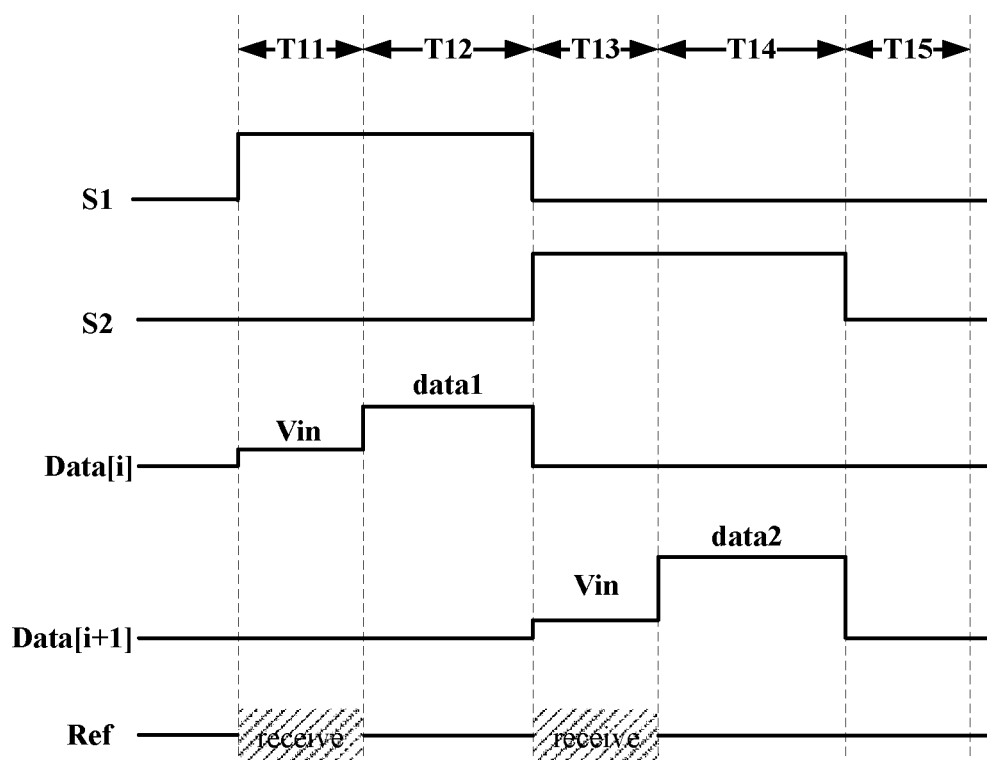 T11 T12 T13 T14 T15
S1
S2
data1
Vin
Data[i]
data2
Vin
Data[i+1]
Ref receive receive